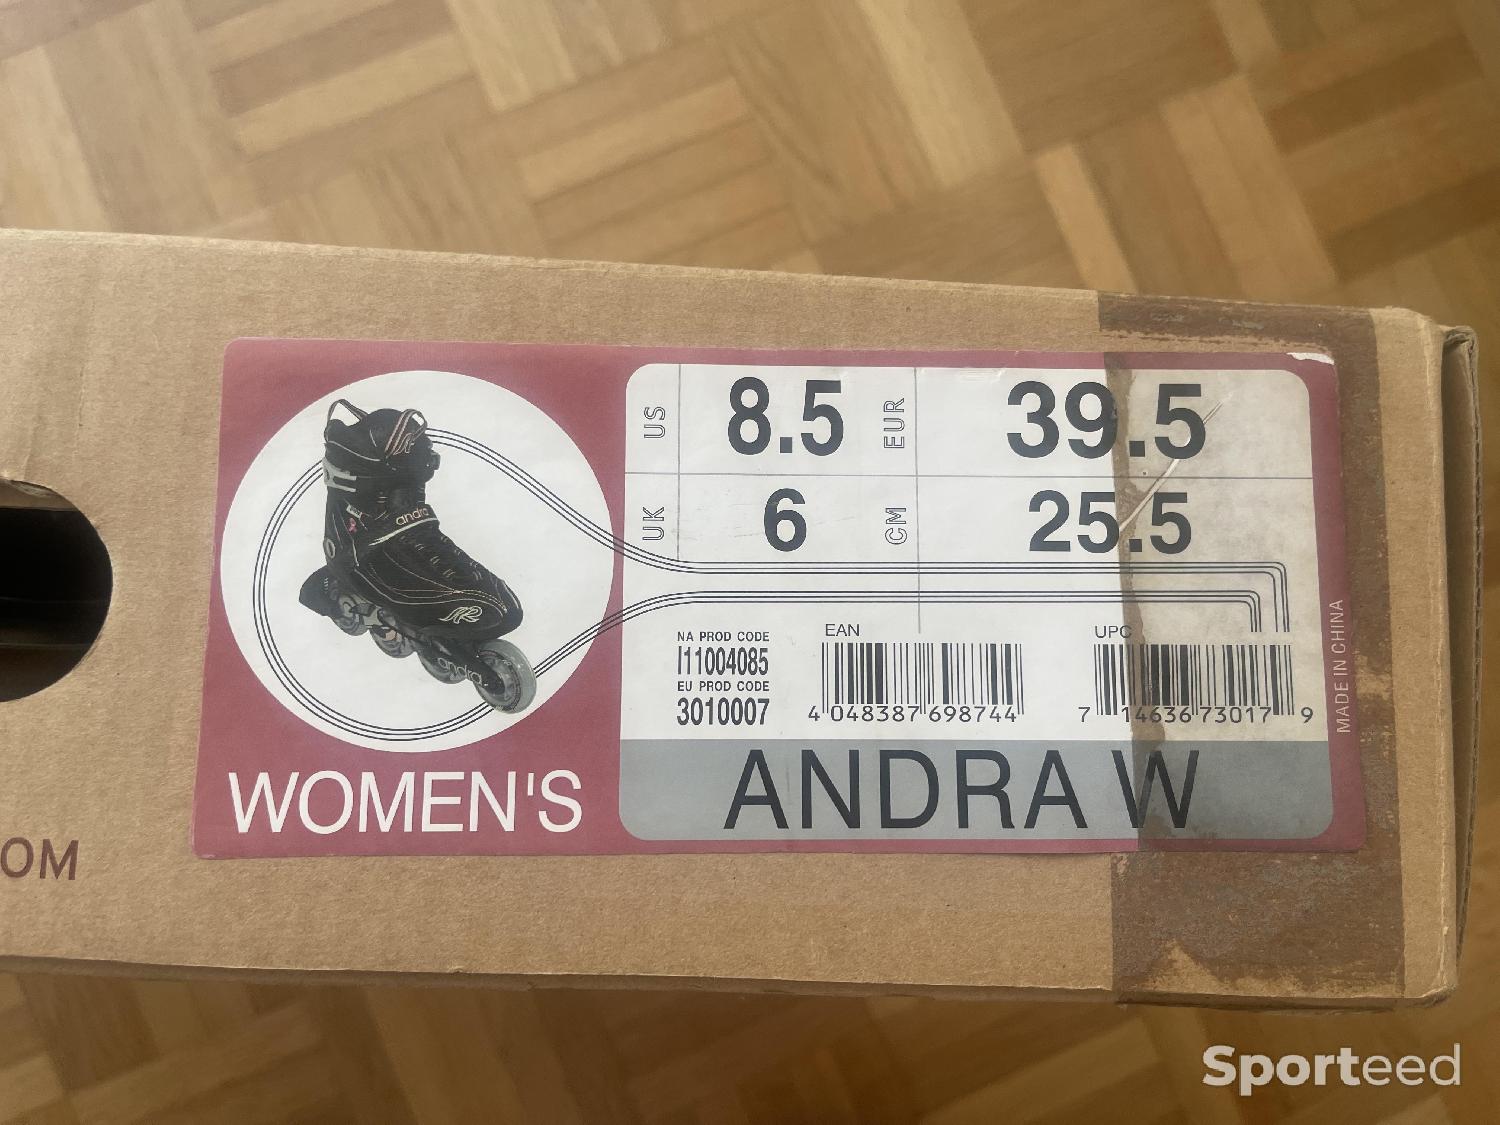 US 8.5 EUR 39.5
UK 6 CM 25.5
andra
K2
andra
NA PROD CODE
I11004085
EU PROD CODE
3010007
EAN
4 048387 698744
UPC
7 14636 73017 9
MADE IN CHINA
WOMEN'S
ANDRA W
OM
Sporteed